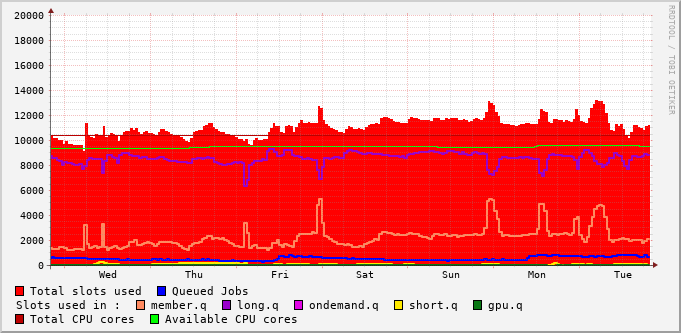 20000
18000
16000
14000
12000
10000
8000
6000
4000
2000
0
Wed Thu Fri Sat Sun Mon Tue
Total slots used Queued Jobs
Slots used in : member.q long.q ondemand.q short.q gpu.q
Total CPU cores Available CPU cores
RRDTOOL / TOBI OETIKER